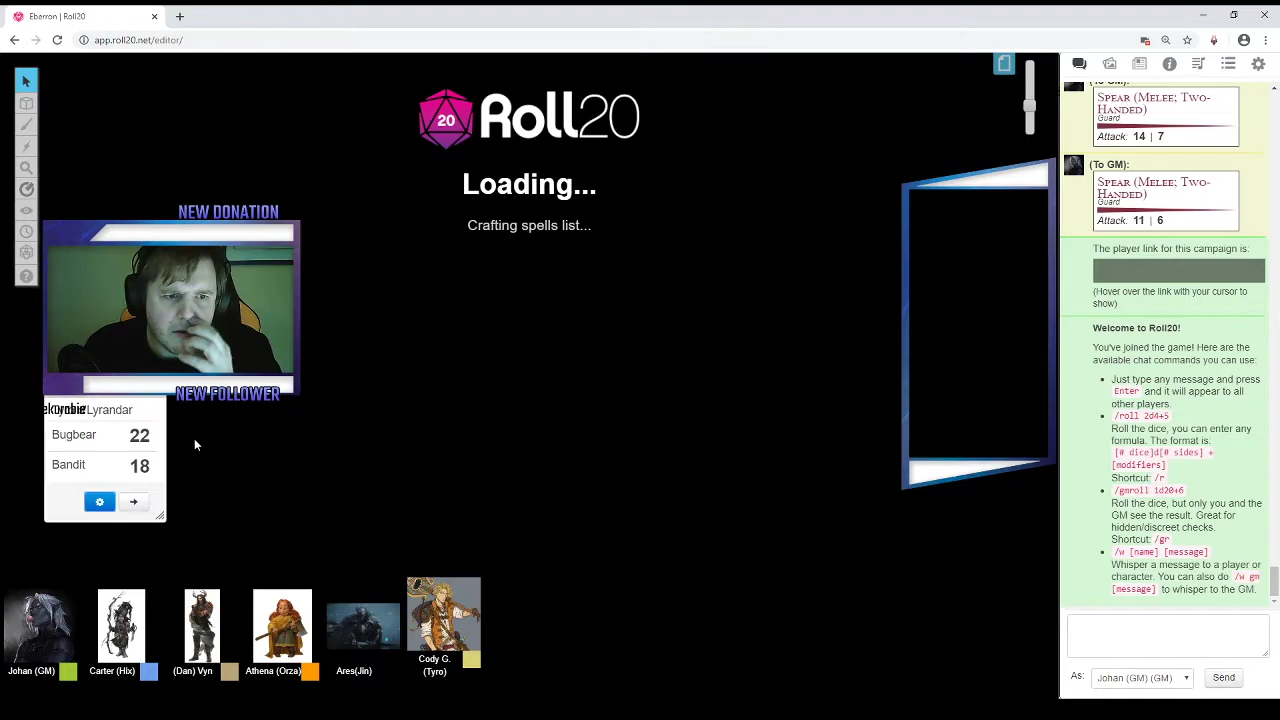 Eberron | Roll20
app.roll20.net/editor/
20
Roll20
Loading...
Crafting spells list...
NEW DONATION
NEW FOLLOWER
Lyrandar
Bugbear 22
Bandit 18
Johan (GM)
Carter (Hix)
(Dan) Vyn
Athena (Orza)
Ares(Jin)
Cody G.
(Tyro)
(To GM):
Spear (Melee; Two-
Handed)
Guard
Attack: 14 | 7
(To GM):
Spear (Melee; Two-
Handed)
Guard
Attack: 11 | 6
The player link for this campaign is:
(Hover over the link with your cursor to
show)
Welcome to Roll20!
You've joined the game! Here are the
available chat commands you can use:
• Just type any message and press
Enter and it will appear to all
other players.
• /roll 2d4+5
Roll the dice, you can enter any
formula. The format is:
[# dice]d[# sides] +
[modifiers]
Shortcut: /r
• /gmroll 1d20+6
Roll the dice, but only you and the
GM see the result. Great for
hidden/discreet checks.
Shortcut: /gr
• /w [name] [message]
Whisper a message to a player or
character. You can also do /w gm
[message] to whisper to the GM.
As: Johan (GM) (GM) Send